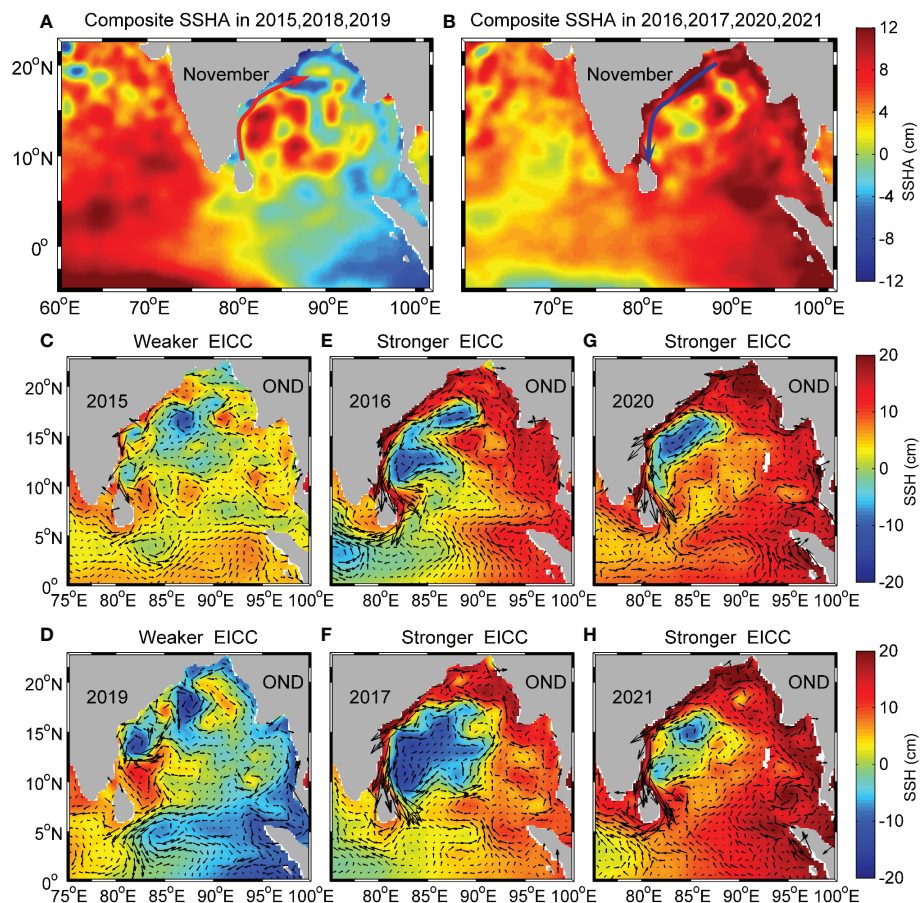 A Composite SSHA in 2015,2018,2019
B Composite SSHA in 2016,2017,2020,2021
20°N
10°N
0°
November
November
60°E 70°E 80°E 90°E 100°E
70°E 80°E 90°E 100°E
12
8
4
0
-4
-8
-12
SSHA (cm)
C Weaker EICC
E Stronger EICC
G Stronger EICC
20°N
15°N
10°N
5°N
0°
2015 OND
2016 OND
2020 OND
75°E 80°E 85°E 90°E 95°E 100°E
80°E 85°E 90°E 95°E 100°E
80°E 85°E 90°E 95°E 100°E
20
10
0
-10
-20
SSH (cm)
D Weaker EICC
F Stronger EICC
H Stronger EICC
20°N
15°N
10°N
5°N
0°
2019 OND
2017 OND
2021 OND
75°E 80°E 85°E 90°E 95°E 100°E
80°E 85°E 90°E 95°E 100°E
80°E 85°E 90°E 95°E 100°E
20
10
0
-10
-20
SSH (cm)